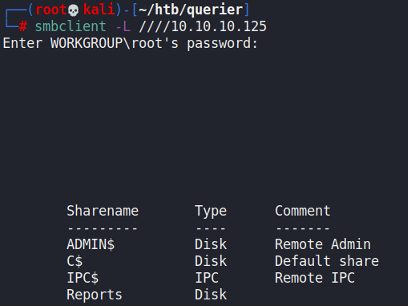 ┌──(root💀kali)-[~/htb/querier]
└─# smbclient -L ////10.10.10.125
Enter WORKGROUP\root's password:
Sharename Type Comment
--------- ---- -------
ADMIN$ Disk Remote Admin
C$ Disk Default share
IPC$ IPC Remote IPC
Reports Disk